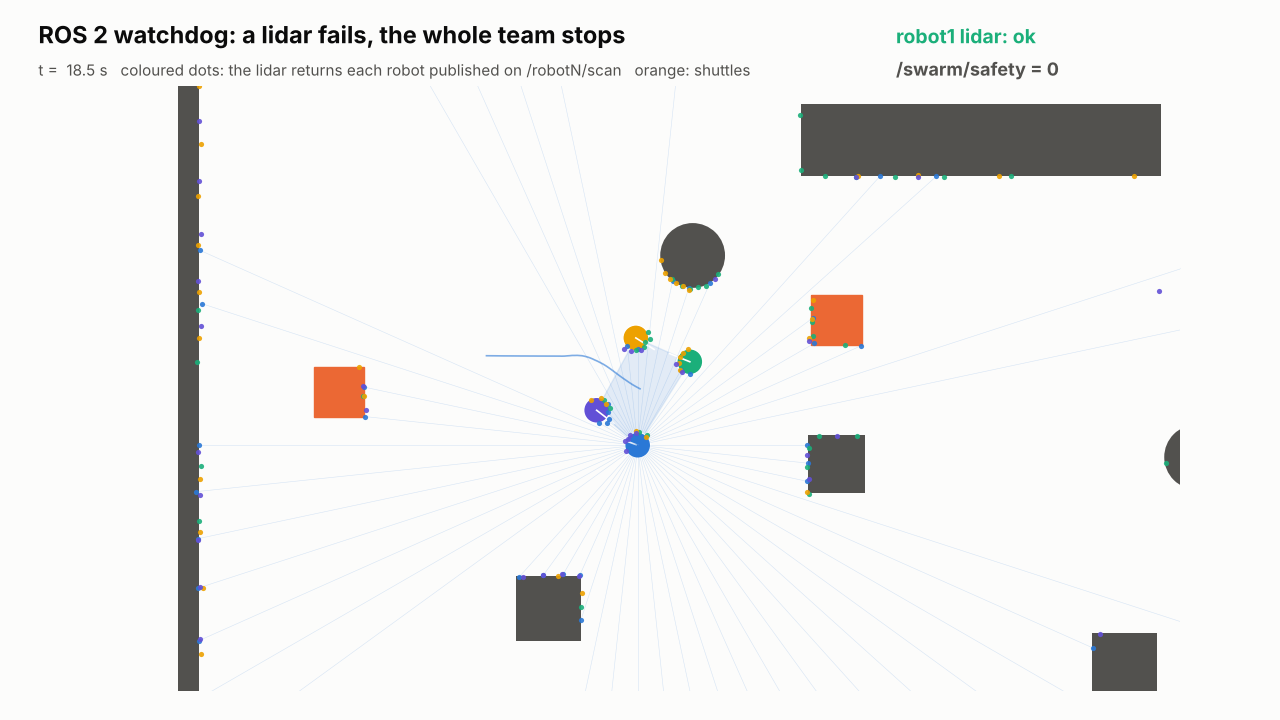 ROS 2 watchdog: a lidar fails, the whole team stops
robot1 lidar: ok
t = 18.5 s coloured dots: the lidar returns each robot published on /robotN/scan orange: shuttles
/swarm/safety = 0